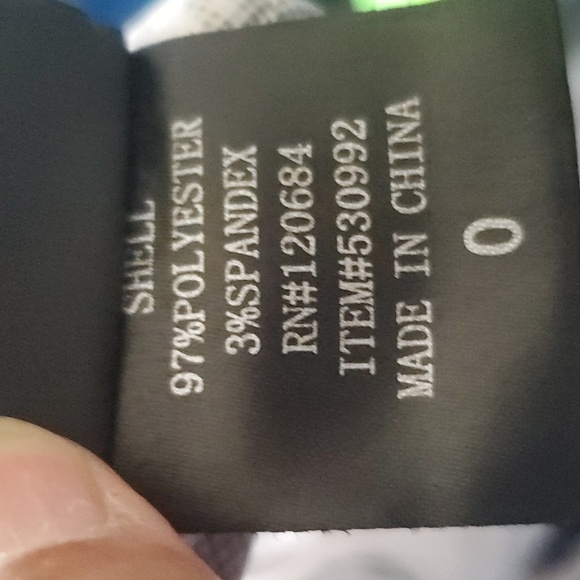 SHELL
97%POLYESTER
3%SPANDEX
RN#120684
ITEM#530992
MADE IN CHINA
0